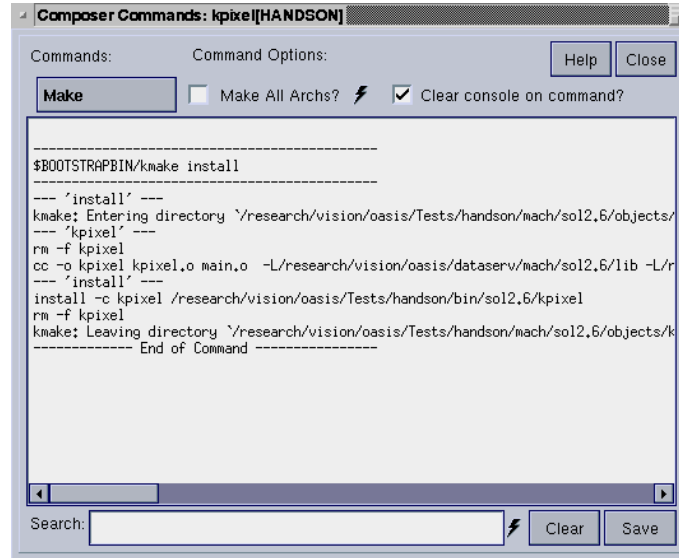 Composer Commands: kpixel[HANDSON]
Commands: Command Options: Help Close
Make Make All Archs? Clear console on command?
--------------------------------------------
$BOOTSTRAPBIN/kmake install
--------------------------------------------
--- 'install' ---
kmake: Entering directory `/research/vision/oasis/Tests/handson/mach/sol2.6/objects/
--- 'kpixel' ---
rm -f kpixel
cc -o kpixel kpixel.o main.o  -L/research/vision/oasis/dataserv/mach/sol2.6/lib -L/r
--- 'install' ---
install -c kpixel /research/vision/oasis/Tests/handson/bin/sol2.6/kpixel
rm -f kpixel
kmake: Leaving directory `/research/vision/oasis/Tests/handson/mach/sol2.6/objects/k
------------- End of Command ----------------
Search: Clear Save